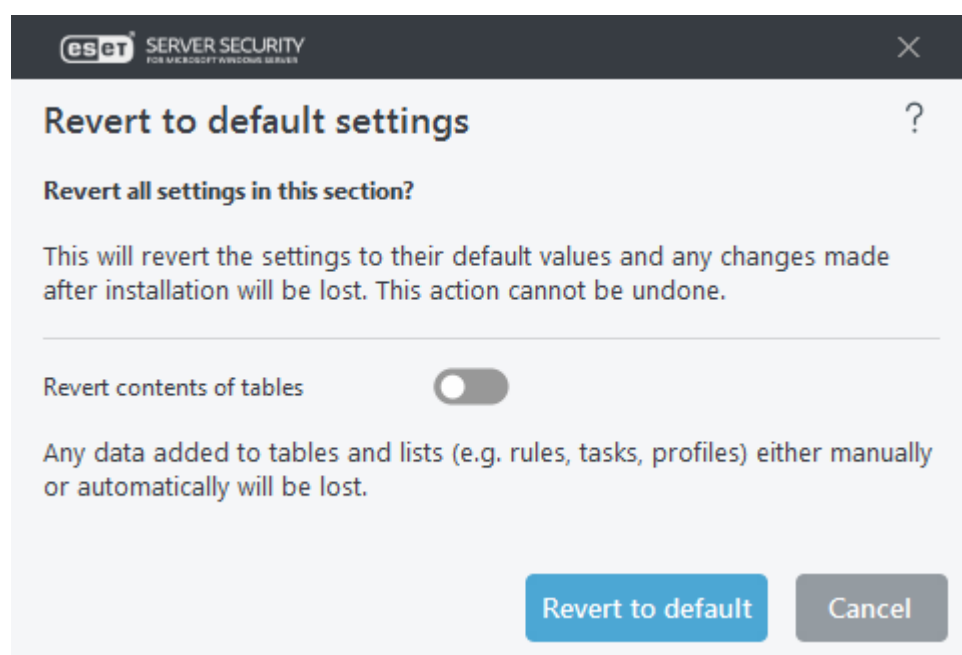 eset SERVER SECURITY
FOR MICROSOFT WINDOWS SERVER
Revert to default settings
?
Revert all settings in this section?
This will revert the settings to their default values and any changes made
after installation will be lost. This action cannot be undone.
Revert contents of tables
Any data added to tables and lists (e.g. rules, tasks, profiles) either manually
or automatically will be lost.
Revert to default Cancel